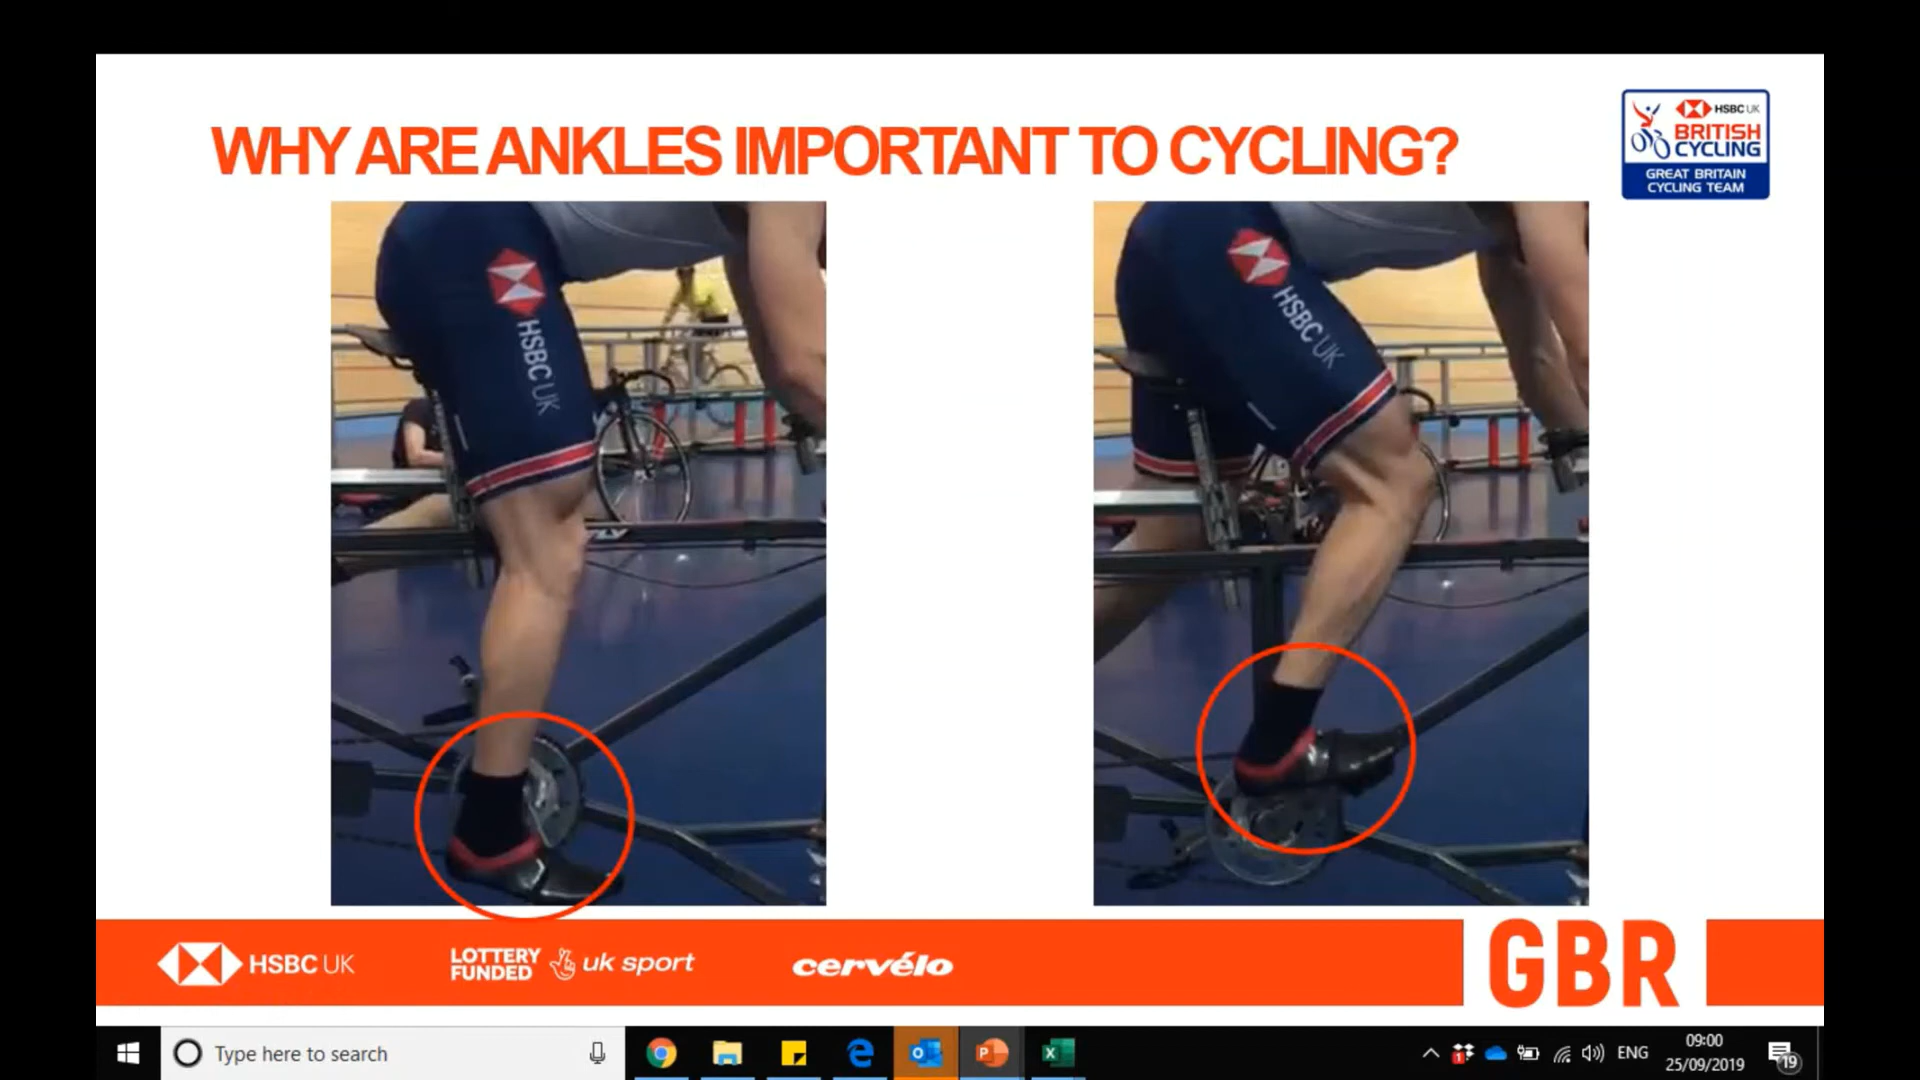 WHY ARE ANKLES IMPORTANT TO CYCLING?
HSBC UK
BRITISH
CYCLING
GREAT BRITAIN
CYCLING TEAM
HSBC UK
HSBC UK
HSBC UK
LOTTERY
FUNDED
uk sport
cervélo
GBR
Type here to search
ENG
09:00
25/09/2019
19